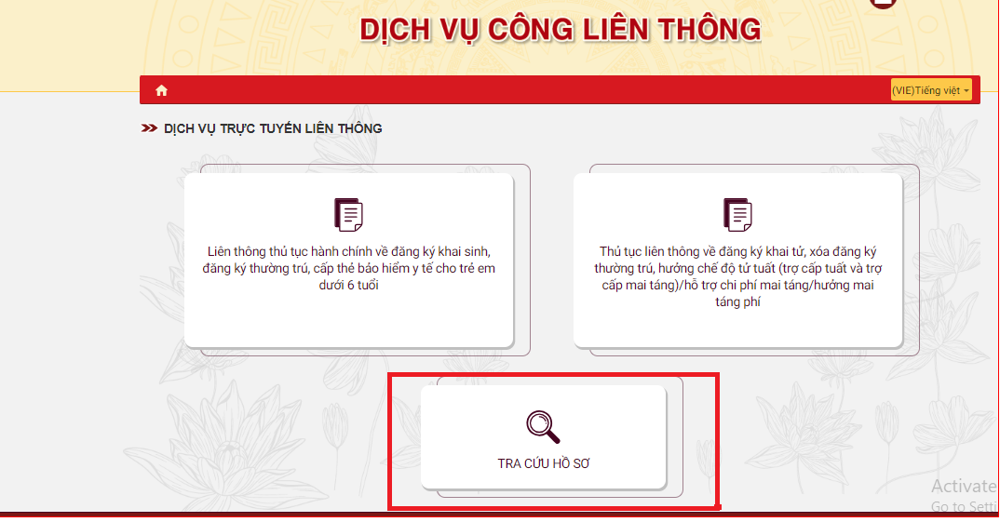 DỊCH VỤ CÔNG LIÊN THÔNG
(VIE)Tiếng việt
DỊCH VỤ TRỰC TUYẾN LIÊN THÔNG
Liên thông thủ tục hành chính về đăng ký khai sinh,
đăng ký thường trú, cấp thẻ bảo hiểm y tế cho trẻ em
dưới 6 tuổi
Thủ tục liên thông về đăng ký khai tử, xóa đăng ký
thường trú, hưởng chế độ tử tuất (trợ cấp tuất và trợ
cấp mai táng)/hỗ trợ chi phí mai táng/hưởng mai
táng phí
TRA CỨU HỒ SƠ
Activate
Go to Setti